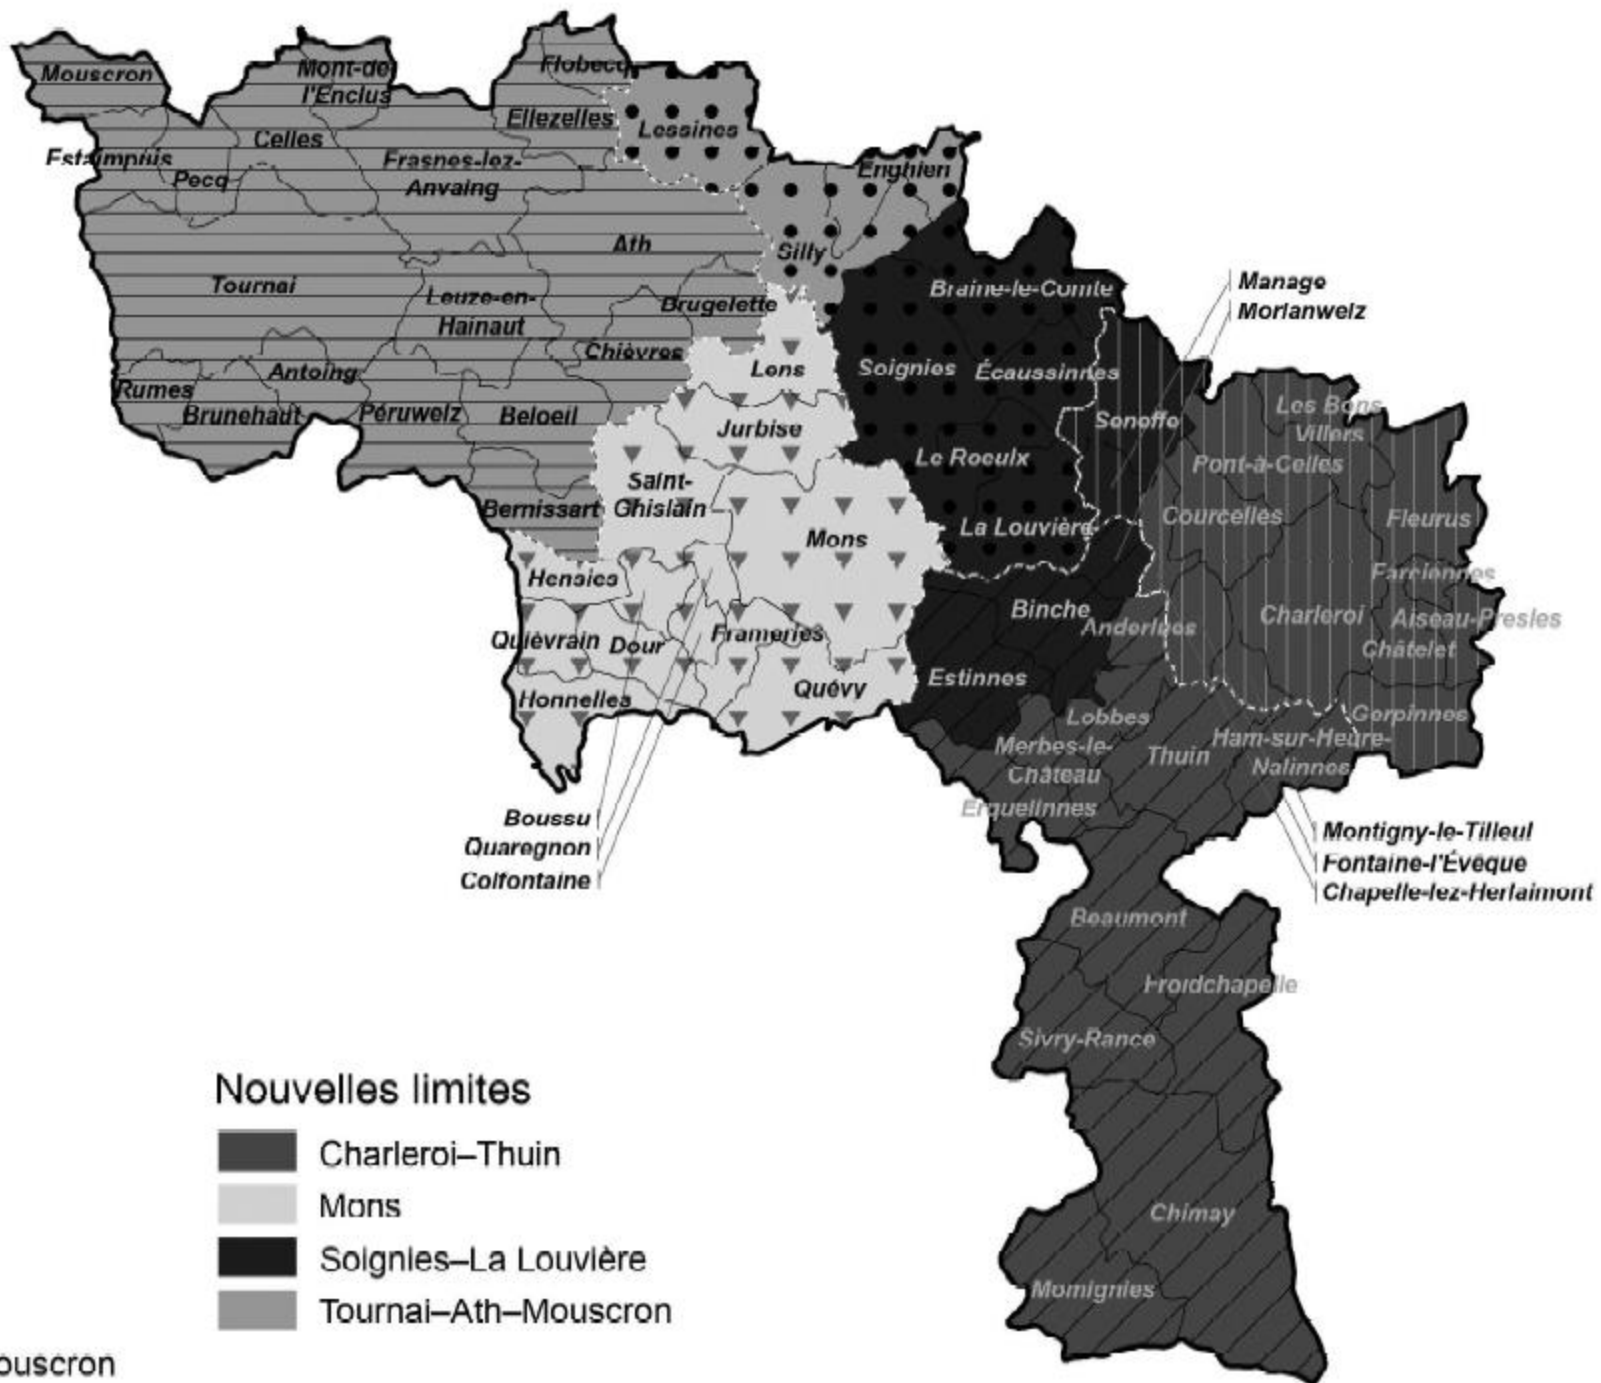 Mouscron
Mont-de
l'Enclus
Flobecq
Ellezelles
Lessines
Celles
Estaimpuis
Pecq
Frasnes-lez-
Anvaing
Enghien
Ath
Silly
Tournai
Leuze-en-
Hainaut
Brugelette
Braine-le-Comte
Manage
Morlanwelz
Chièvres
Lens
Soignies
Écaussinnes
Antoing
Rumes
Brunehaut
Péruwelz
Beloeil
Jurbise
Seneffe
Les Bons
Villers
Le Roeulx
Pont-à-Celles
Saint-
Ghislain
Bernissart
Mons
La Louvière
Courcelles
Fleurus
Hensies
Farciennes
Binche
Anderlues
Charleroi
Aiseau-Presles
Châtelet
Quiévrain
Dour
Frameries
Estinnes
Honnelles
Quévy
Lobbes
Gerpinnes
Merbes-le-
Château
Thuin
Ham-sur-Heure-
Nalinnes
Erquelinnes
Boussu
Quaregnon
Colfontaine
Montigny-le-Tilleul
Fontaine-l'Évêque
Chapelle-lez-Herlaimont
Beaumont
Froidchapelle
Sivry-Rance
Chimay
Momignies
Nouvelles limites
Charleroi–Thuin
Mons
Soignies–La Louvière
Tournai–Ath–Mouscron
ouscron